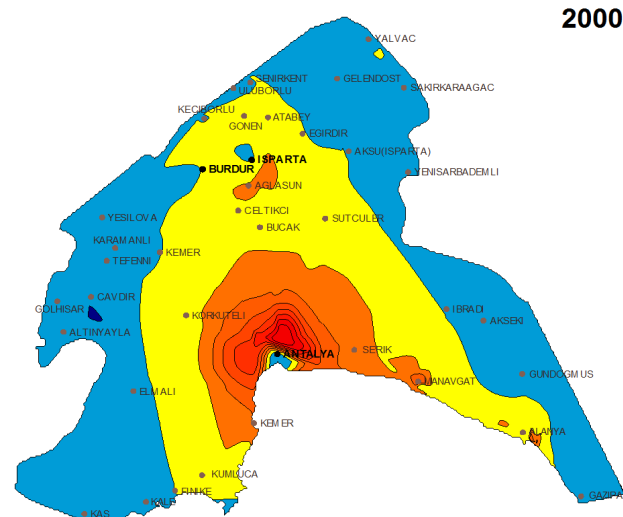 2000
YALVAC
SENIRKENT
GELENDOST
ULUBORLU
SAKIRKARAAGAC
KECIBORLU
ATABEY
GONEN
EGIRDIR
AKSU(ISPARTA)
ISPARTA
BURDUR
YENISARBADEMLI
AGLASUN
CELTIKCI
YESILOVA
SUTCULER
BUCAK
KARAMANLI
KEMER
TEFENNI
CAVDIR
GOLHISAR
IBRADI
KORKUTELI
AKSEKI
ALTINYAYLA
SERIK
ANTALYA
GUNDOGMUS
MANAVGAT
ELMALI
KEMER
ALANYA
KUMLUCA
FINIKE
GAZIPA
KALE
KAS